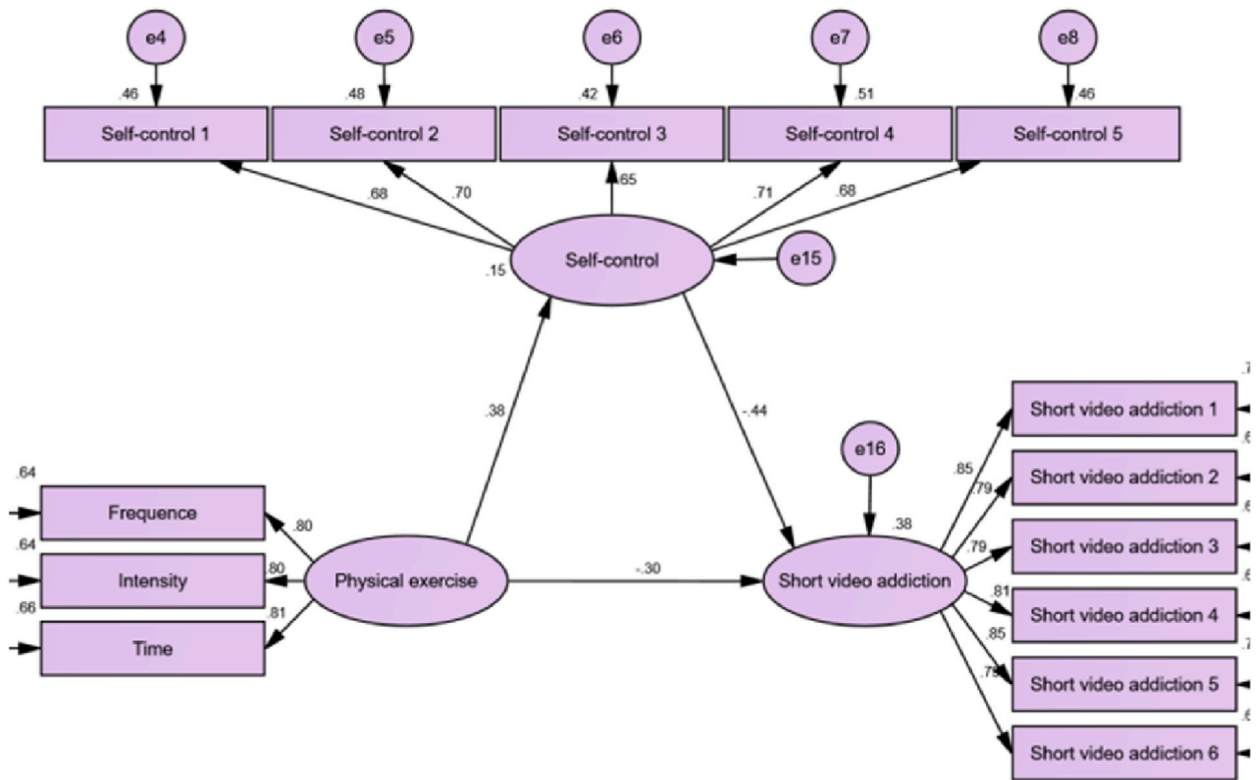 e4 e5 e6 e7 e8
.46 .48 .42 .51 .46
Self-control 1 Self-control 2 Self-control 3 Self-control 4 Self-control 5
.68 .70 .65 .71 .68
Self-control
e15
.15
.38
-.44
e16
.38
.64
Frequence
.80
.64
Intensity
.80
.66
Time
.81
Physical exercise
-.30
Short video addiction
.85
Short video addiction 1
.79
Short video addiction 2
.79
Short video addiction 3
.81
Short video addiction 4
.85
Short video addiction 5
Short video addiction 6